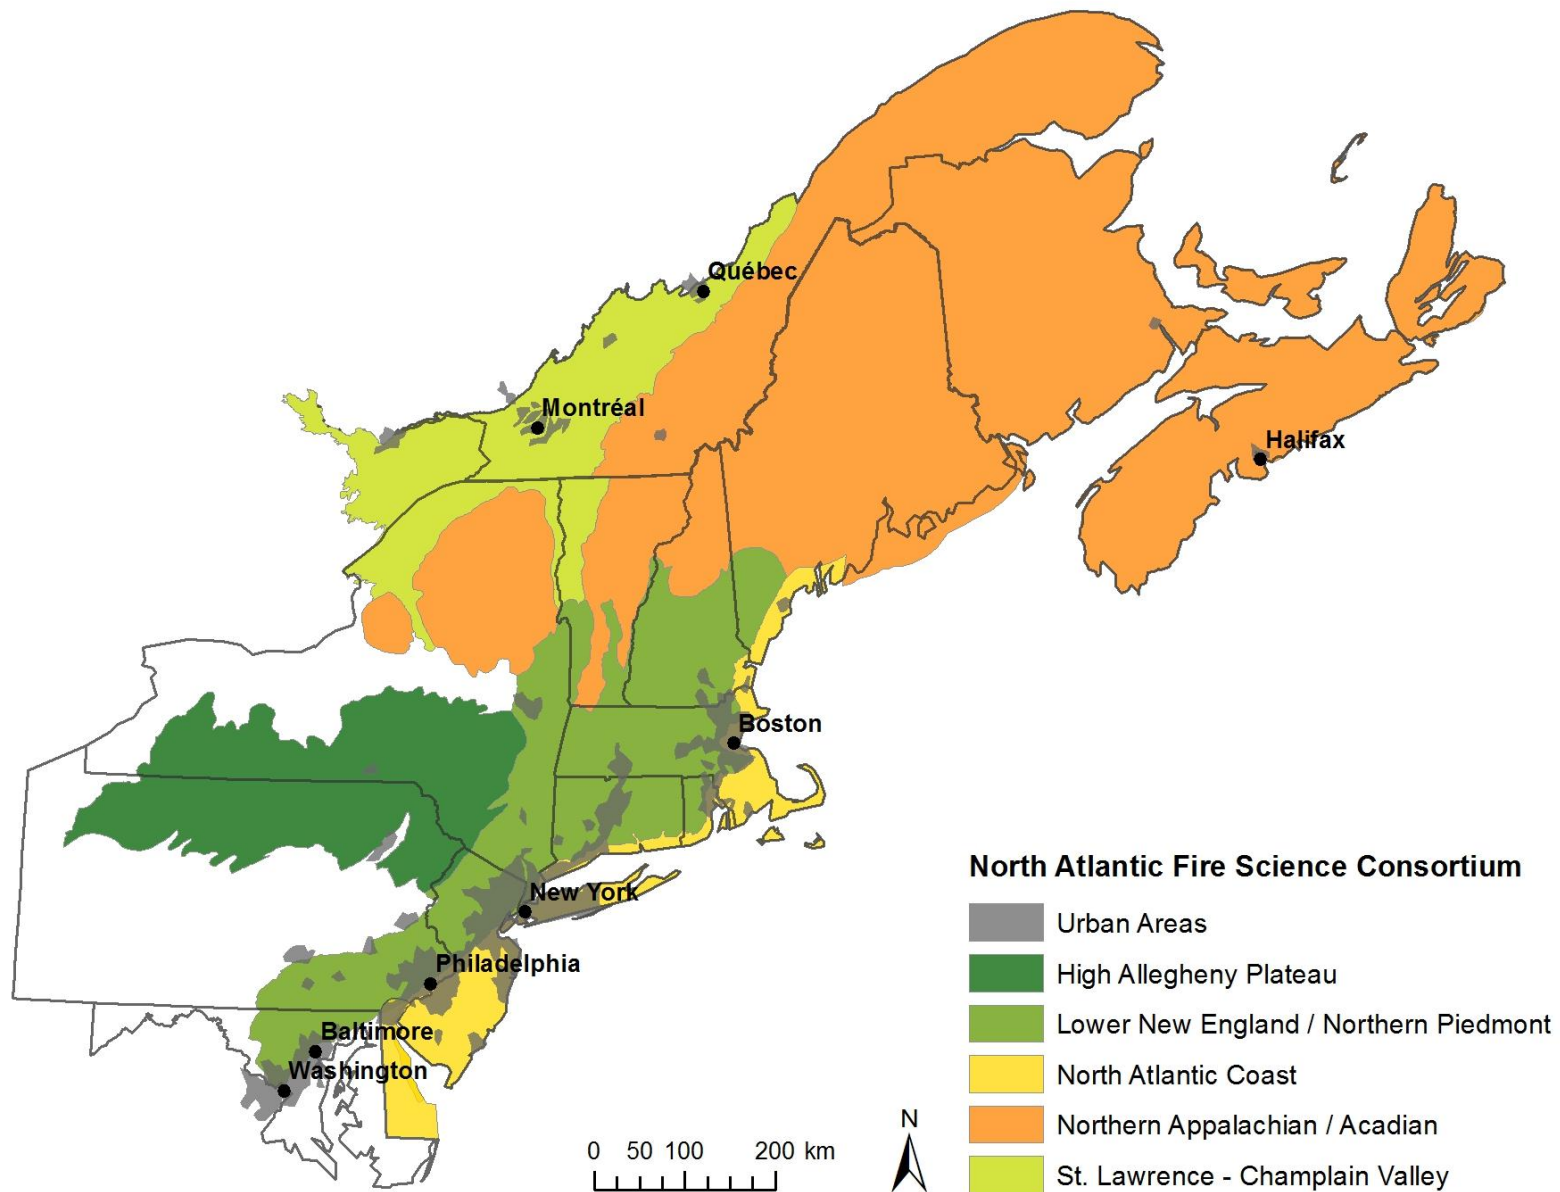 Québec
Montréal
Halifax
Boston
New York
Philadelphia
Baltimore
Washington
North Atlantic Fire Science Consortium
Urban Areas
High Allegheny Plateau
Lower New England / Northern Piedmont
North Atlantic Coast
Northern Appalachian / Acadian
St. Lawrence - Champlain Valley
N
0 50 100 200 km